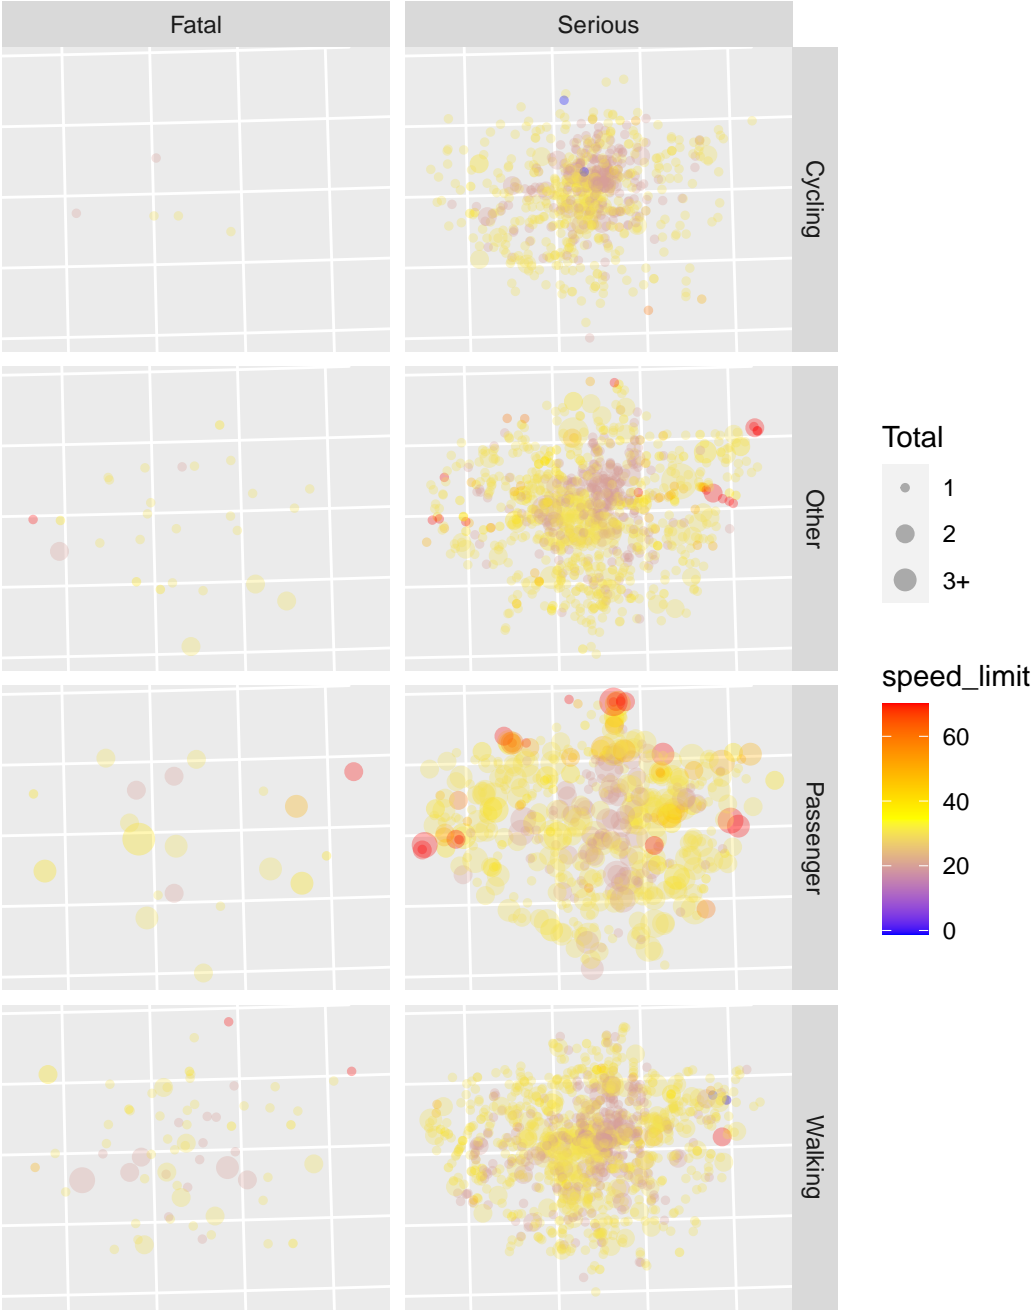 Fatal
Serious
Cycling
Other
Passenger
Walking
Total
1
2
3+
speed_limit
60
40
20
0